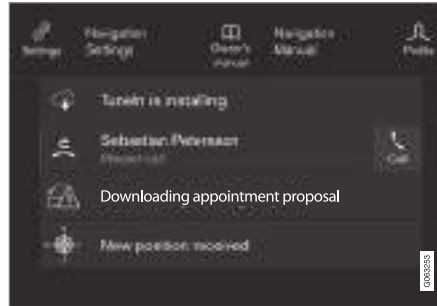 Navigation
Settings
Settings
Owner's
manual
Navigation
Manual
Profile
TuneIn is installing
Sebastian Petersson
Missed call
Call
Downloading appointment proposal
New position received
G063253